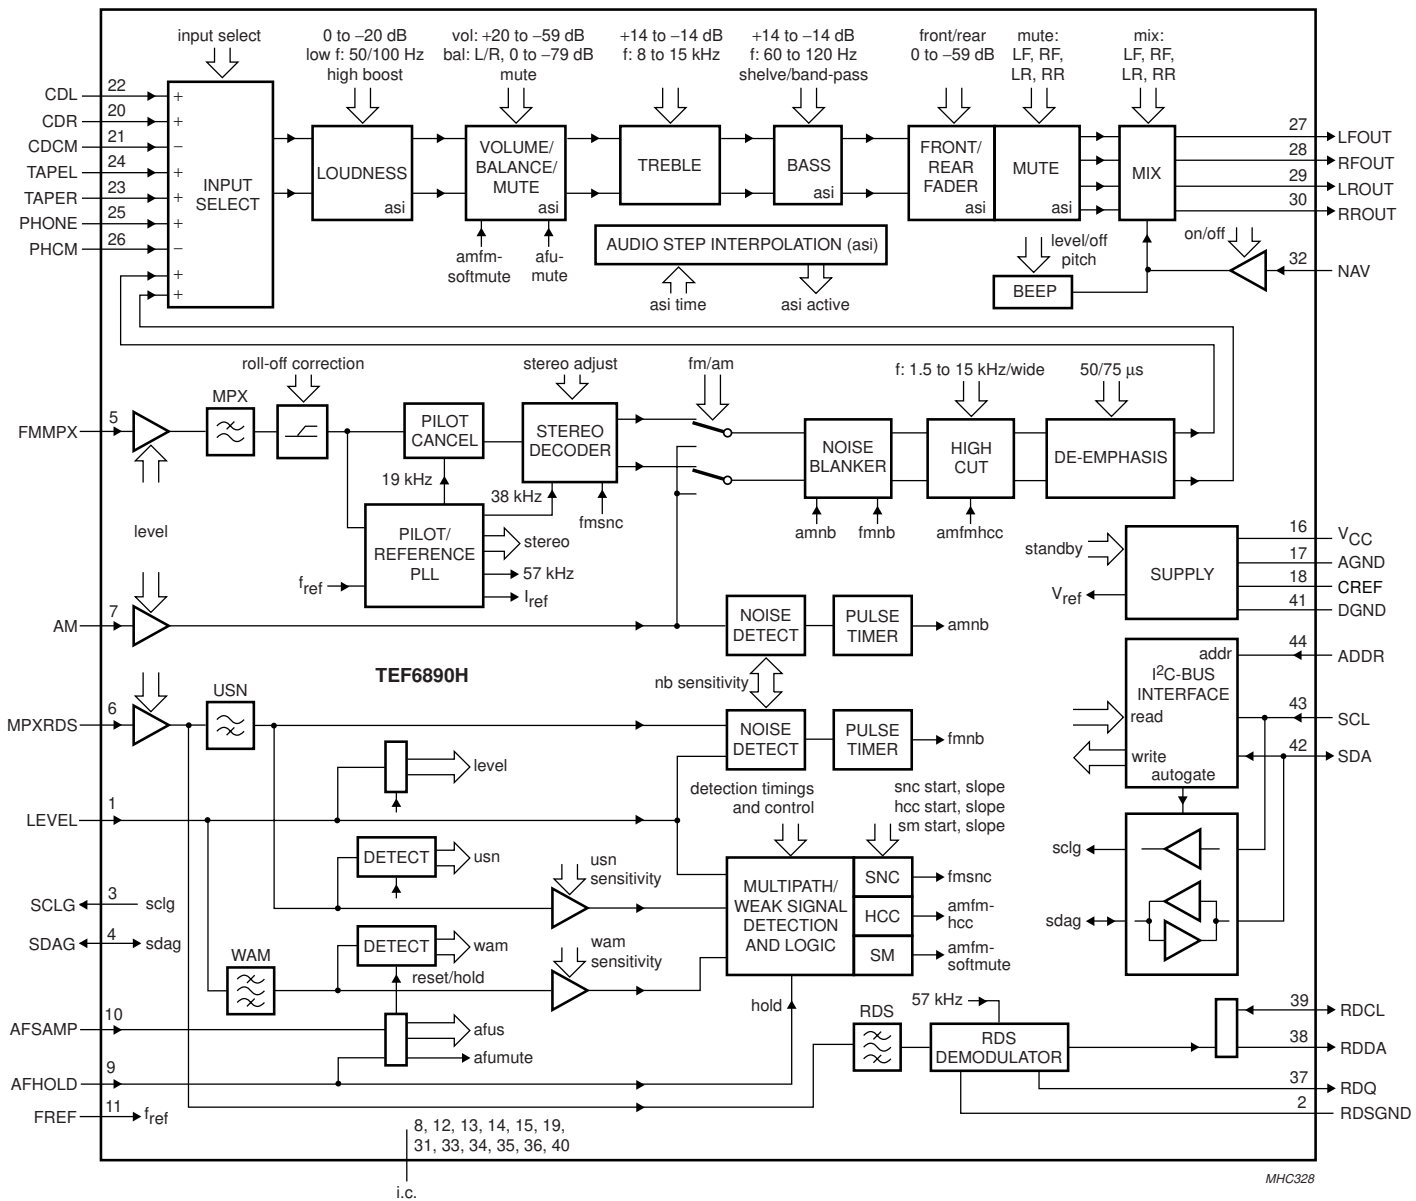 input select
0 to −20 dB
low f: 50/100 Hz
high boost
vol: +20 to −59 dB
bal: L/R, 0 to −79 dB
mute
+14 to −14 dB
f: 8 to 15 kHz
+14 to −14 dB
f: 60 to 120 Hz
shelve/band-pass
front/rear
0 to −59 dB
mute:
LF, RF,
LR, RR
mix:
LF, RF,
LR, RR
CDL 22 +
CDR 20 +
CDCM 21 −
TAPEL 24 +
TAPER 23 +
PHONE 25 +
PHCM 26 −
+
+
INPUT
SELECT
LOUDNESS
asi
VOLUME/
BALANCE/
MUTE
asi
TREBLE
BASS
asi
FRONT/
REAR
FADER
asi
MUTE
asi
MIX
27 LFOUT
28 RFOUT
29 LROUT
30 RROUT
amfm-
softmute
afu-
mute
AUDIO STEP INTERPOLATION (asi)
asi time
asi active
level/off
pitch
BEEP
on/off
32 NAV
roll-off correction
stereo adjust
fm/am
f: 1.5 to 15 kHz/wide
50/75 µs
FMMPX 5
MPX
PILOT
CANCEL
STEREO
DECODER
NOISE
BLANKER
HIGH
CUT
DE-EMPHASIS
19 kHz
38 kHz
fmsnc
amnb
fmnb
amfmhcc
level
PILOT/
REFERENCE
PLL
fref
stereo
57 kHz
Iref
standby
Vref
SUPPLY
16 VCC
17 AGND
18 CREF
41 DGND
AM 7
NOISE
DETECT
PULSE
TIMER
amnb
TEF6890H
nb sensitivity
addr
I2C-BUS
INTERFACE
read
write
autogate
44 ADDR
43 SCL
42 SDA
MPXRDS 6
USN
NOISE
DETECT
PULSE
TIMER
fmnb
level
detection timings
and control
snc start, slope
hcc start, slope
sm start, slope
LEVEL 1
DETECT
usn
usn
sensitivity
MULTIPATH/
WEAK SIGNAL
DETECTION
AND LOGIC
SNC
HCC
SM
fmsnc
amfm-
hcc
amfm-
softmute
sclg
sdag
SCLG 3 sclg
SDAG 4 sdag
WAM
DETECT
wam
reset/hold
wam
sensitivity
hold
57 kHz
RDS
RDS
DEMODULATOR
39 RDCL
38 RDDA
37 RDQ
2 RDSGND
AFSAMP 10
afus
afumute
AFHOLD 9
FREF 11 fref
8, 12, 13, 14, 15, 19,
31, 33, 34, 35, 36, 40
i.c.
MHC328